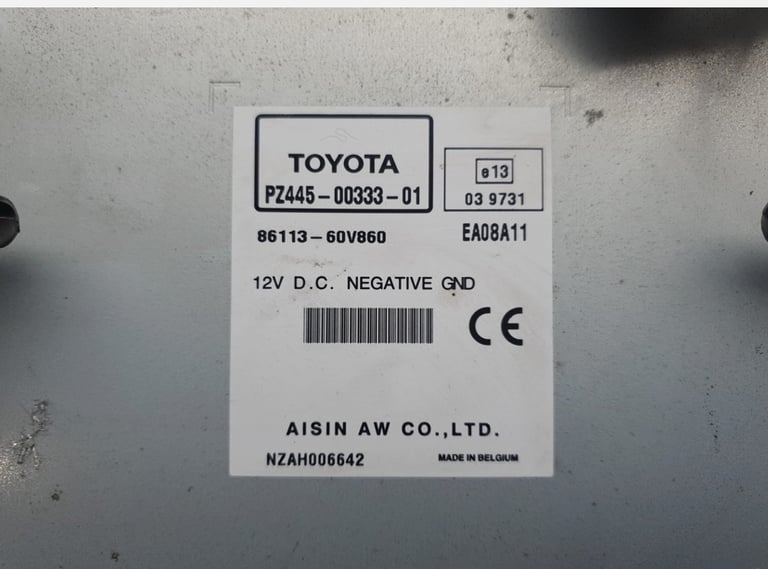 TOYOTA
PZ445-00333-01
e13
03 9731
86113-60V860
EA08A11
12V D.C. NEGATIVE GND
CE
AISIN AW CO.,LTD.
NZAH006642
MADE IN BELGIUM